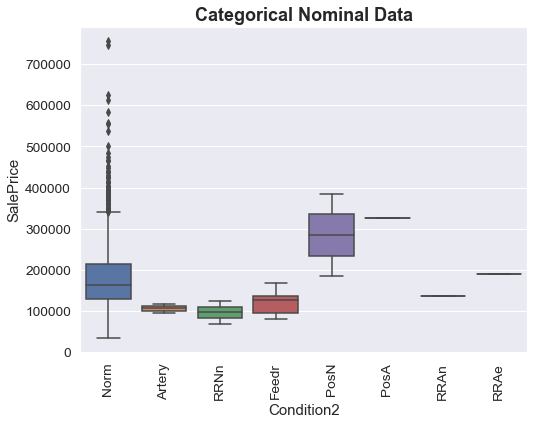 Categorical Nominal Data
SalePrice
700000
600000
500000
400000
300000
200000
100000
0
Norm
Artery
RRNn
Feedr
PosN
PosA
RRAn
RRAe
Condition2